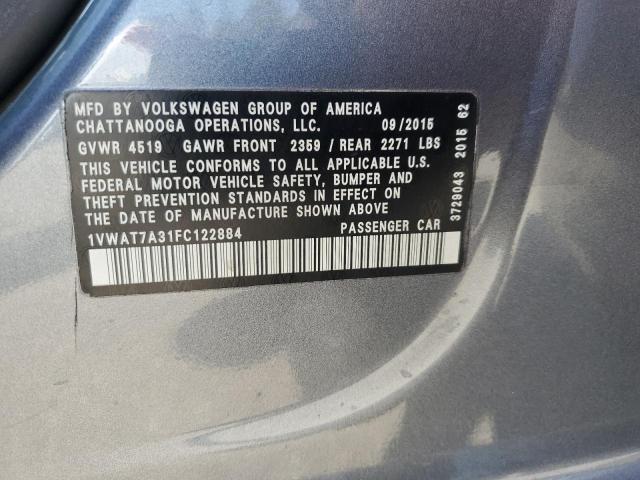 MFD BY VOLKSWAGEN GROUP OF AMERICA
CHATTANOOGA OPERATIONS, LLC. 09/2015
GVWR 4519 GAWR FRONT 2359 / REAR 2271 LBS
THIS VEHICLE CONFORMS TO ALL APPLICABLE U.S.
FEDERAL MOTOR VEHICLE SAFETY, BUMPER AND
THEFT PREVENTION STANDARDS IN EFFECT ON
THE DATE OF MANUFACTURE SHOWN ABOVE
1VWAT7A31FC122884 PASSENGER CAR
3729043 2015 62